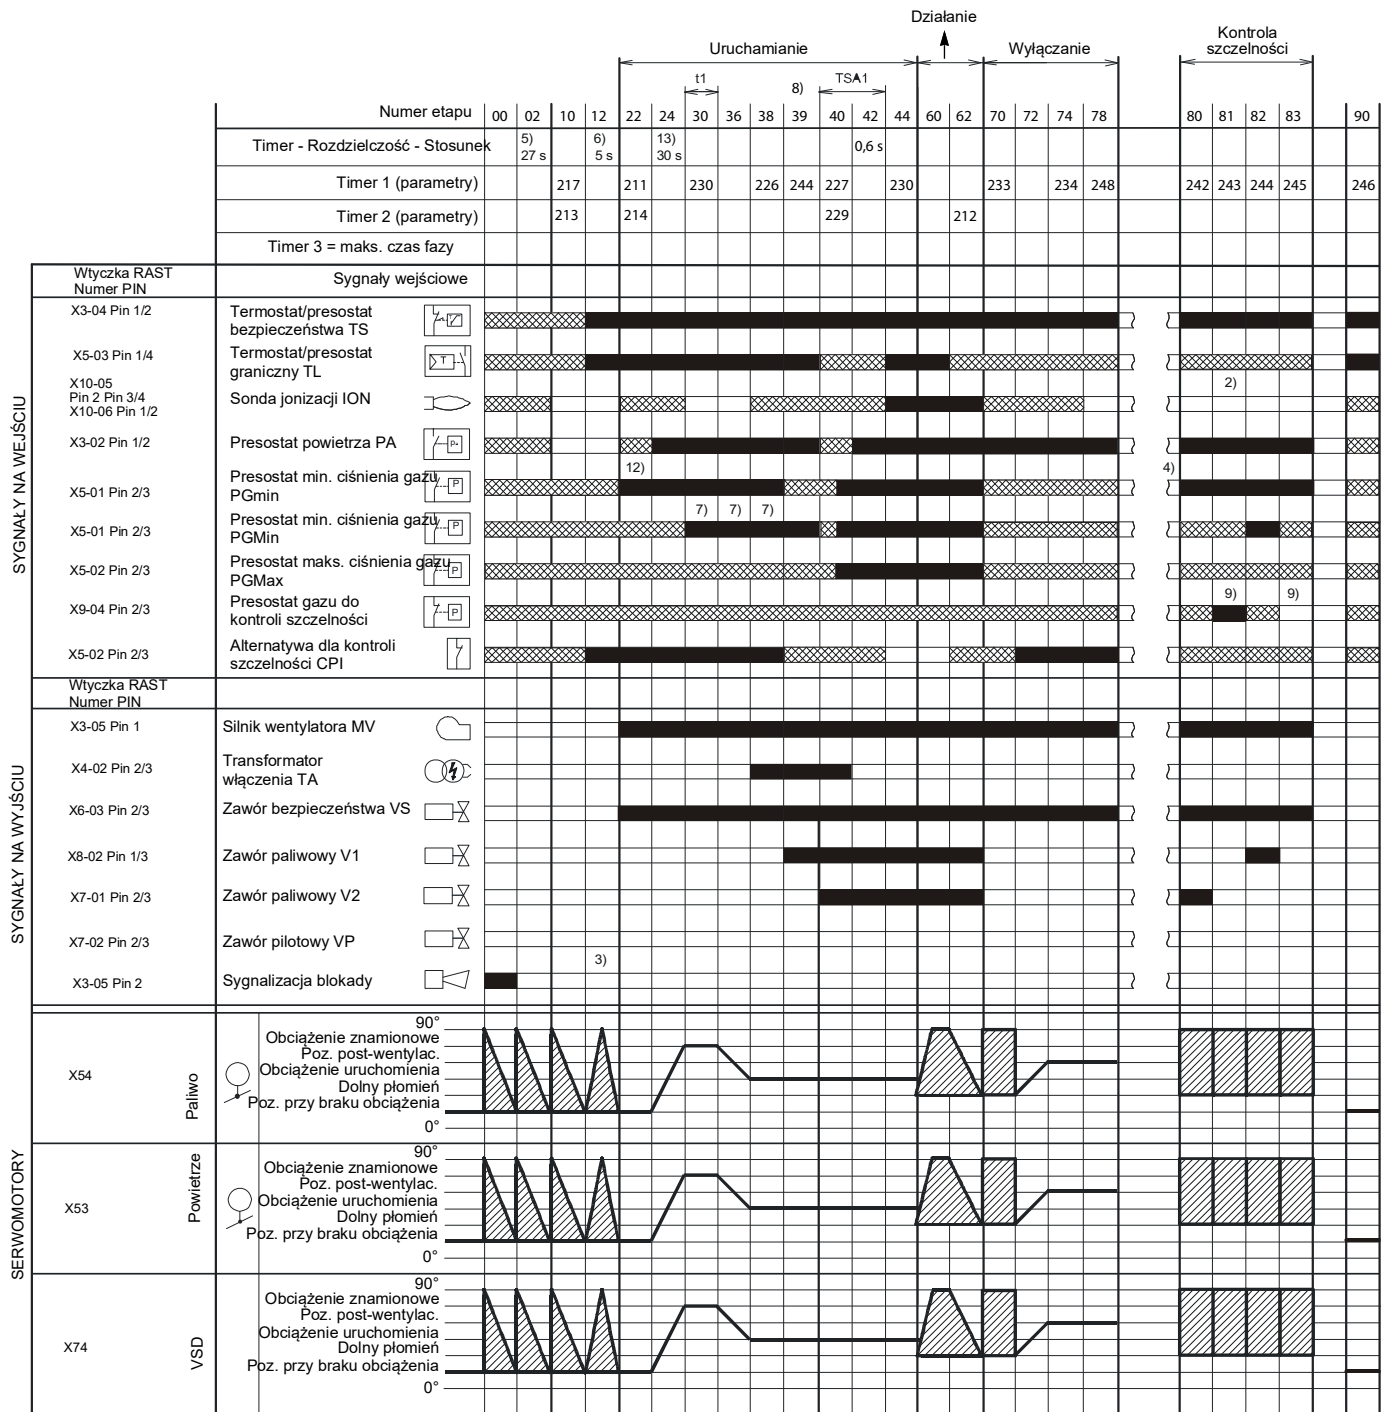 Działanie
Uruchamianie
Wyłączanie
Kontrola
szczelności
t1
8)
TSA1
Numer etapu 00 02 10 12 22 24 30 36 38 39 40 42 44 60 62 70 72 74 78 80 81 82 83 90
Timer - Rozdzielczość - Stosunek 5) 6) 13) 0,6 s
27 s 5 s 30 s
Timer 1 (parametry) 217 211 230 226 244 227 230 233 234 248 242 243 244 245 246
Timer 2 (parametry) 213 214 229 212
Timer 3 = maks. czas fazy
Wtyczka RAST
Numer PIN
Sygnały wejściowe
SYGNAŁY NA WEJŚCIU
X3-04 Pin 1/2
Termostat/presostat
bezpieczeństwa TS
X5-03 Pin 1/4
Termostat/presostat
graniczny TL
T
X10-05
Pin 2 Pin 3/4
X10-06 Pin 1/2
Sonda jonizacji ION
2)
X3-02 Pin 1/2
Presostat powietrza PA
P
12) 4)
X5-01 Pin 2/3
Presostat min. ciśnienia gazu
PGmin
P
7) 7) 7)
X5-01 Pin 2/3
Presostat min. ciśnienia gazu
PGMin
P
X5-02 Pin 2/3
Presostat maks. ciśnienia gazu
PGMax
P
9) 9)
X9-04 Pin 2/3
Presostat gazu do
kontroli szczelności
P
X5-02 Pin 2/3
Alternatywa dla kontroli
szczelności CPI
Wtyczka RAST
Numer PIN
SYGNAŁY NA WYJŚCIU
X3-05 Pin 1
Silnik wentylatora MV
X4-02 Pin 2/3
Transformator
włączenia TA
X6-03 Pin 2/3
Zawór bezpieczeństwa VS
X8-02 Pin 1/3
Zawór paliwowy V1
X7-01 Pin 2/3
Zawór paliwowy V2
X7-02 Pin 2/3
Zawór pilotowy VP
3)
X3-05 Pin 2
Sygnalizacja blokady
SERWOMOTORY
X54
Paliwo
90°
Obciążenie znamionowe
Poz. post-wentylac.
Obciążenie uruchomienia
Dolny płomień
Poz. przy braku obciążenia
0°
X53
Powietrze
90°
Obciążenie znamionowe
Poz. post-wentylac.
Obciążenie uruchomienia
Dolny płomień
Poz. przy braku obciążenia
0°
X74
VSD
90°
Obciążenie znamionowe
Poz. post-wentylac.
Obciążenie uruchomienia
Dolny płomień
Poz. przy braku obciążenia
0°